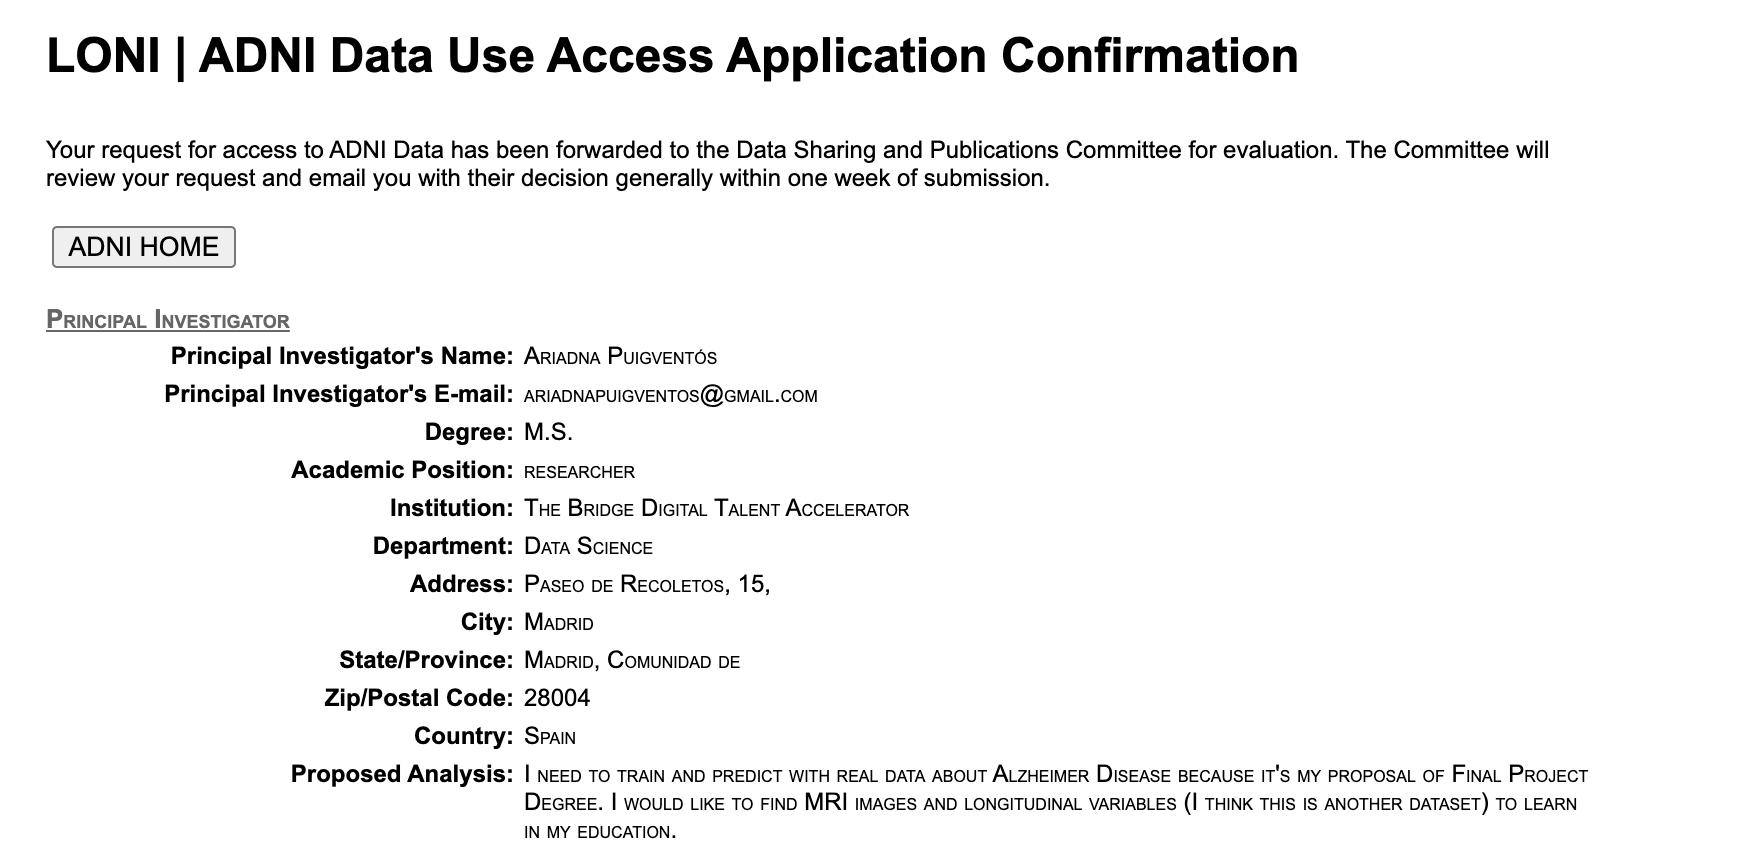 LONI | ADNI Data Use Access Application Confirmation
Your request for access to ADNI Data has been forwarded to the Data Sharing and Publications Committee for evaluation. The Committee will
review your request and email you with their decision generally within one week of submission.
ADNI HOME
Principal Investigator
Principal Investigator's Name: Ariadna Puigventós
Principal Investigator's E-mail: ariadnapuigventos@gmail.com
Degree: M.S.
Academic Position: researcher
Institution: The Bridge Digital Talent Accelerator
Department: Data Science
Address: Paseo de Recoletos, 15,
City: Madrid
State/Province: Madrid, Comunidad de
Zip/Postal Code: 28004
Country: Spain
Proposed Analysis: I need to train and predict with real data about Alzheimer Disease because it's my proposal of Final Project
Degree. I would like to find MRI images and longitudinal variables (I think this is another dataset) to learn
in my education.